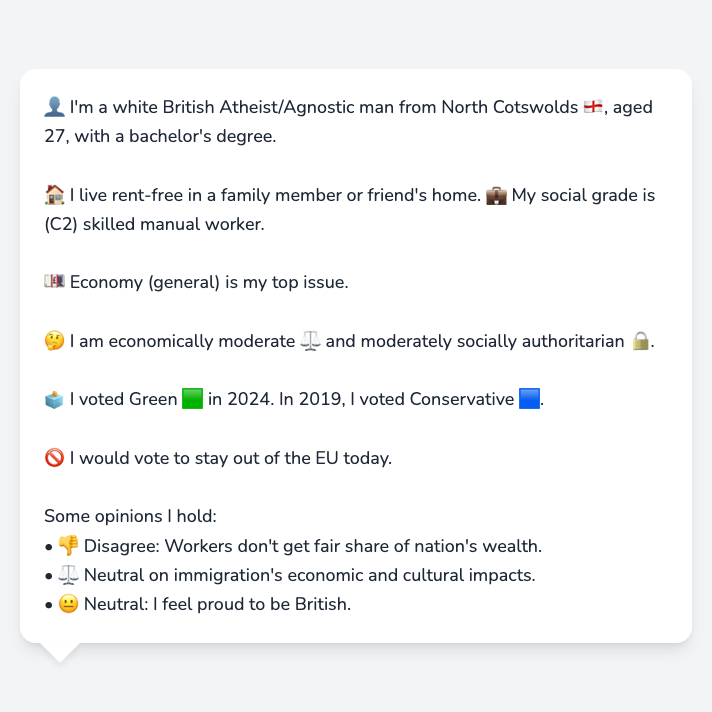 👤 I'm a white British Atheist/Agnostic man from North Cotswolds 🏴󠁧󠁢󠁥󠁮󠁧󠁿, aged
27, with a bachelor's degree.
🏠 I live rent-free in a family member or friend's home. 💼 My social grade is
(C2) skilled manual worker.
💷 Economy (general) is my top issue.
🤔 I am economically moderate ⚖️ and moderately socially authoritarian 🔒.
🗳️ I voted Green 🟩 in 2024. In 2019, I voted Conservative 🟦.
🚫 I would vote to stay out of the EU today.
Some opinions I hold:
• 👎 Disagree: Workers don't get fair share of nation's wealth.
• ⚖️ Neutral on immigration's economic and cultural impacts.
• 😐 Neutral: I feel proud to be British.